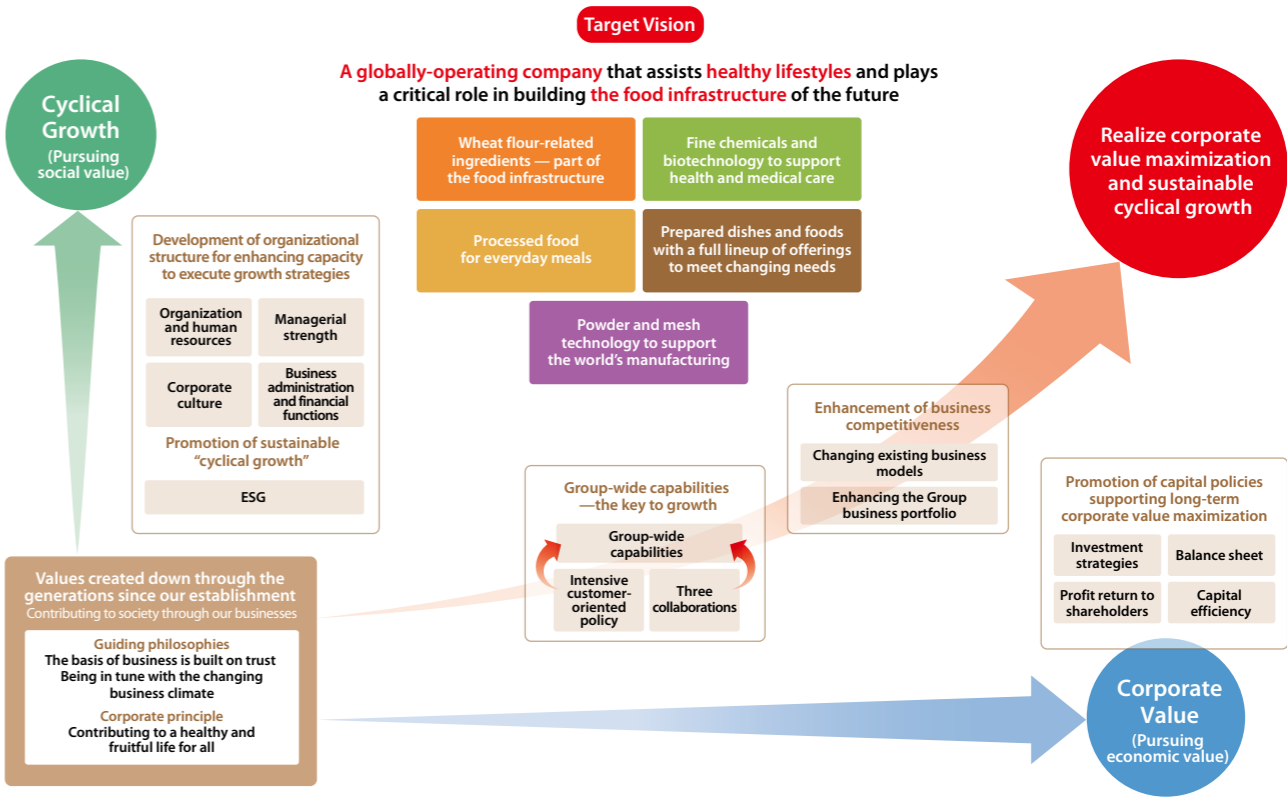 Target Vision
A globally-operating company that assists healthy lifestyles and plays
a critical role in building the food infrastructure of the future
Cyclical
Growth
(Pursuing
social value)
Wheat flour-related
ingredients — part of
the food infrastructure
Fine chemicals and
biotechnology to support
health and medical care
Processed food
for everyday meals
Prepared dishes and foods
with a full lineup of offerings
to meet changing needs
Powder and mesh
technology to support
the world's manufacturing
Realize corporate
value maximization
and sustainable
cyclical growth
Development of organizational
structure for enhancing capacity
to execute growth strategies
Organization
and human
resources
Managerial
strength
Corporate
culture
Business
administration
and financial
functions
Promotion of sustainable
“cyclical growth”
ESG
Group-wide capabilities
—the key to growth
Group-wide
capabilities
Intensive
customer-
oriented
policy
Three
collaborations
Enhancement of business
competitiveness
Changing existing business
models
Enhancing the Group
business portfolio
Promotion of capital policies
supporting long-term
corporate value maximization
Investment
strategies
Balance sheet
Profit return to
shareholders
Capital
efficiency
Values created down through the
generations since our establishment
Contributing to society through our businesses
Guiding philosophies
The basis of business is built on trust
Being in tune with the changing
business climate
Corporate principle
Contributing to a healthy and
fruitful life for all
Corporate
Value
(Pursuing
economic value)